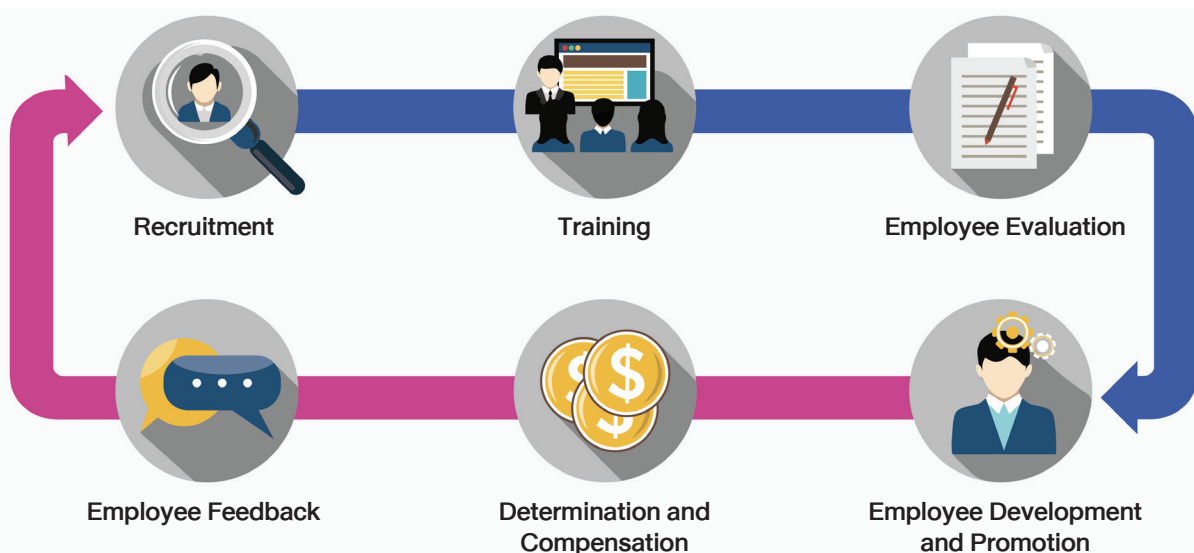 Recruitment
Training
Employee Evaluation
Employee Feedback
Determination and
Compensation
Employee Development
and Promotion